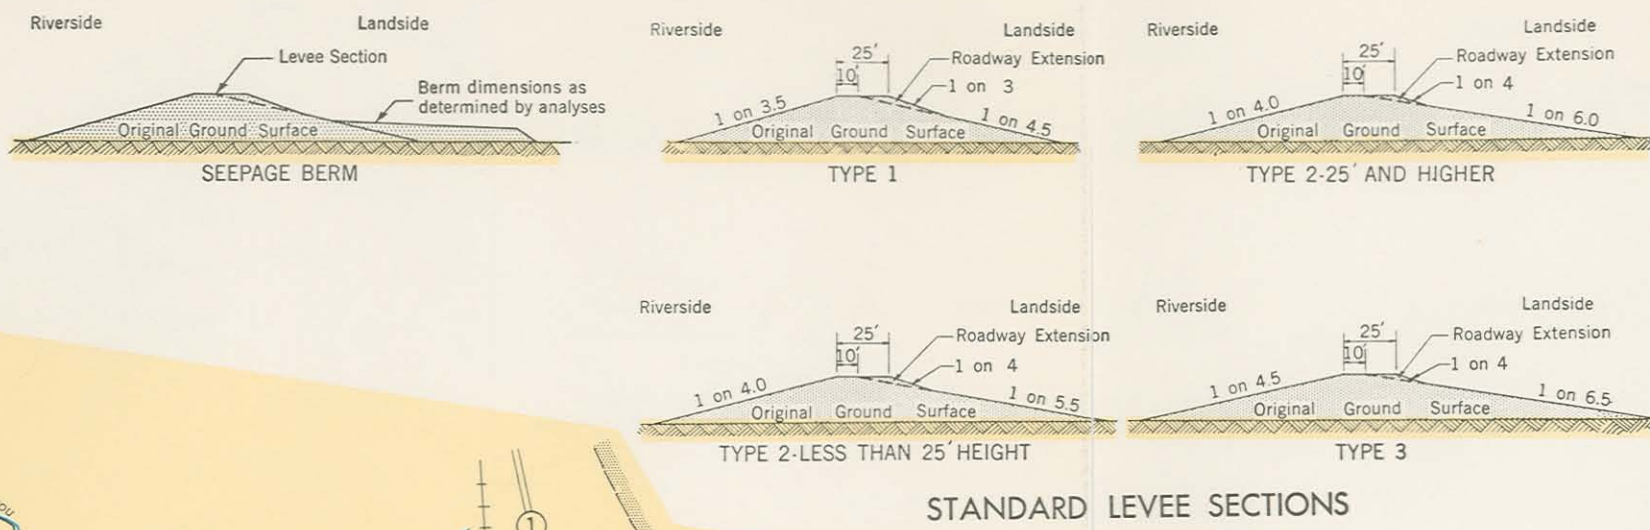 Riverside
Landside
Levee Section
Berm dimensions as
determined by analyses
Original Ground Surface
SEEPAGE BERM
Riverside
Landside
25′
Roadway Extension
10′
1 on 3
1 on 3.5
1 on 4.5
Original Ground Surface
TYPE 1
Riverside
Landside
25′
Roadway Extension
10′
1 on 4
1 on 4.0
1 on 6.0
Original Ground Surface
TYPE 2-25′ AND HIGHER
Riverside
Landside
25′
Roadway Extension
10′
1 on 4
1 on 4.0
1 on 5.5
Original Ground Surface
TYPE 2-LESS THAN 25′ HEIGHT
Riverside
Landside
25′
Roadway Extension
10′
1 on 4
1 on 4.5
1 on 6.5
Original Ground Surface
TYPE 3
STANDARD LEVEE SECTIONS
1